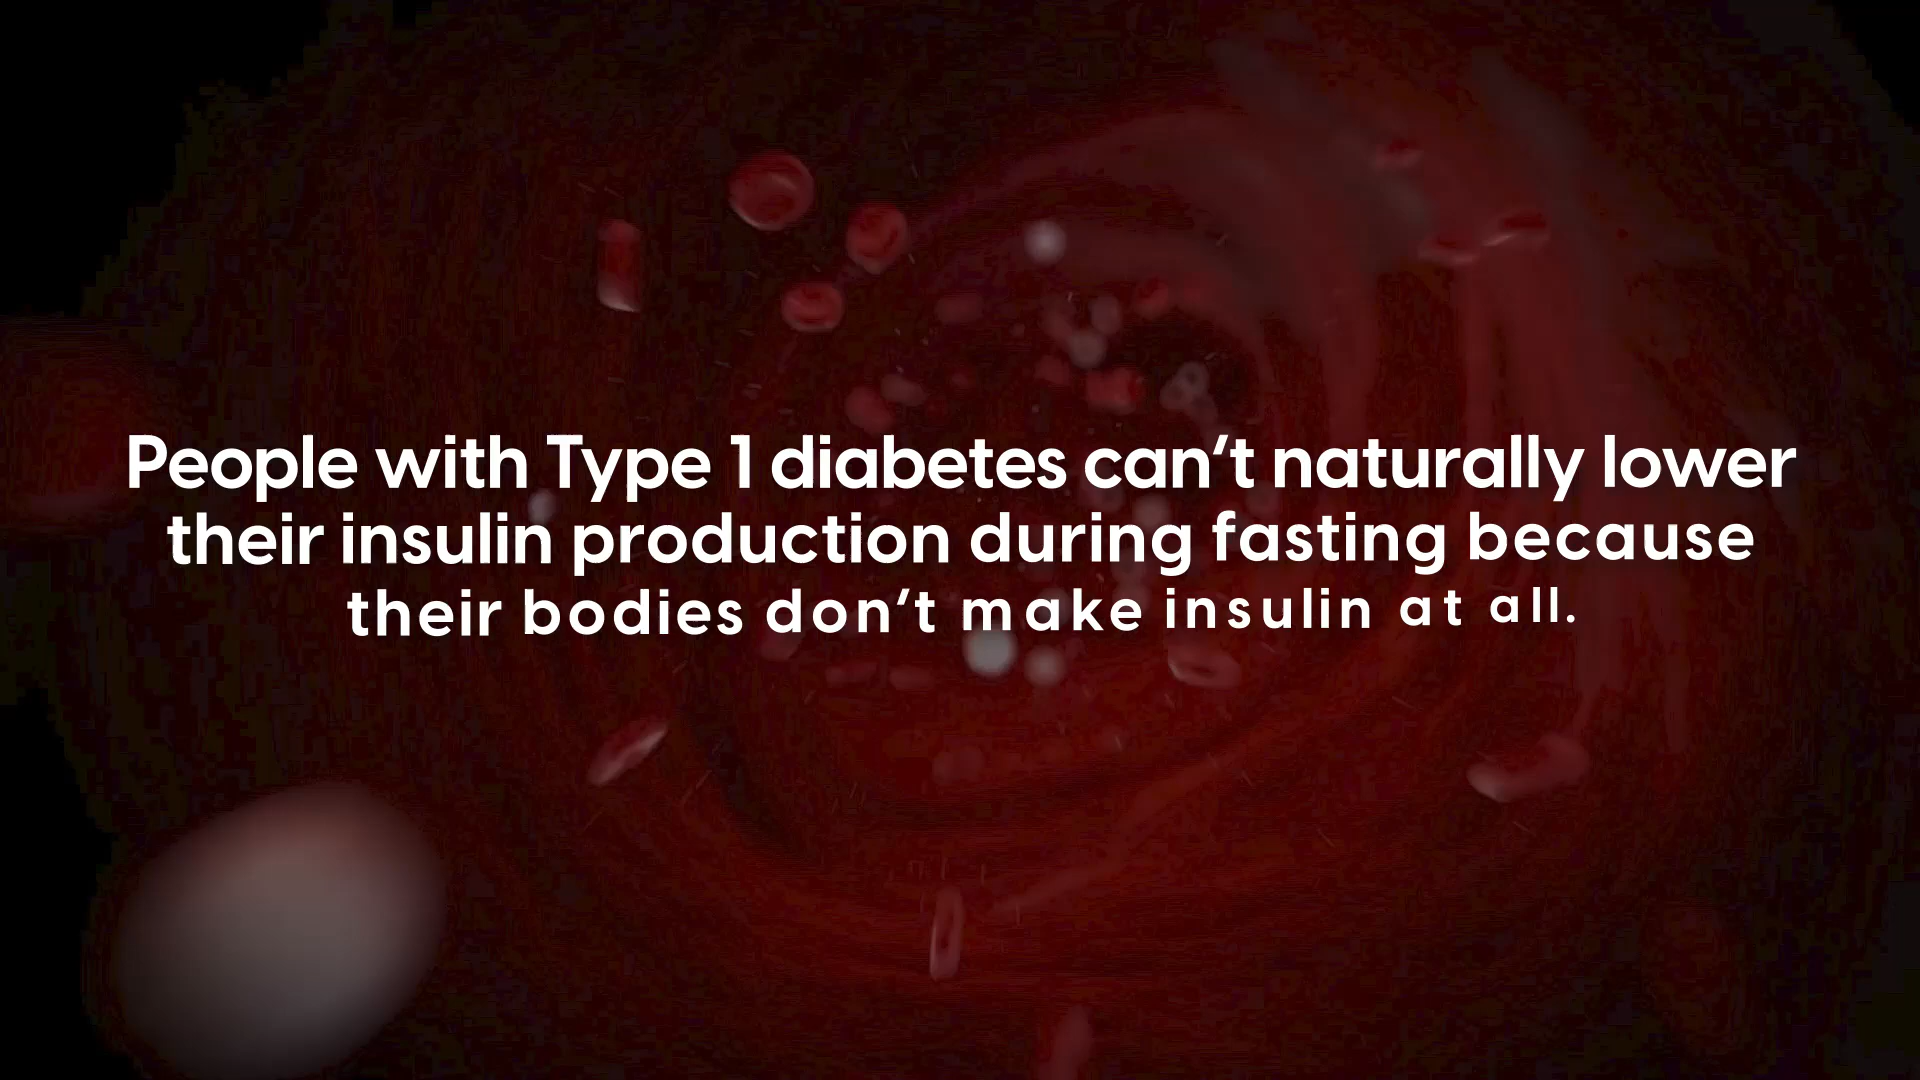 People with Type 1 diabetes can't naturally lower
their insulin production during fasting because
their bodies don't make insulin at all.